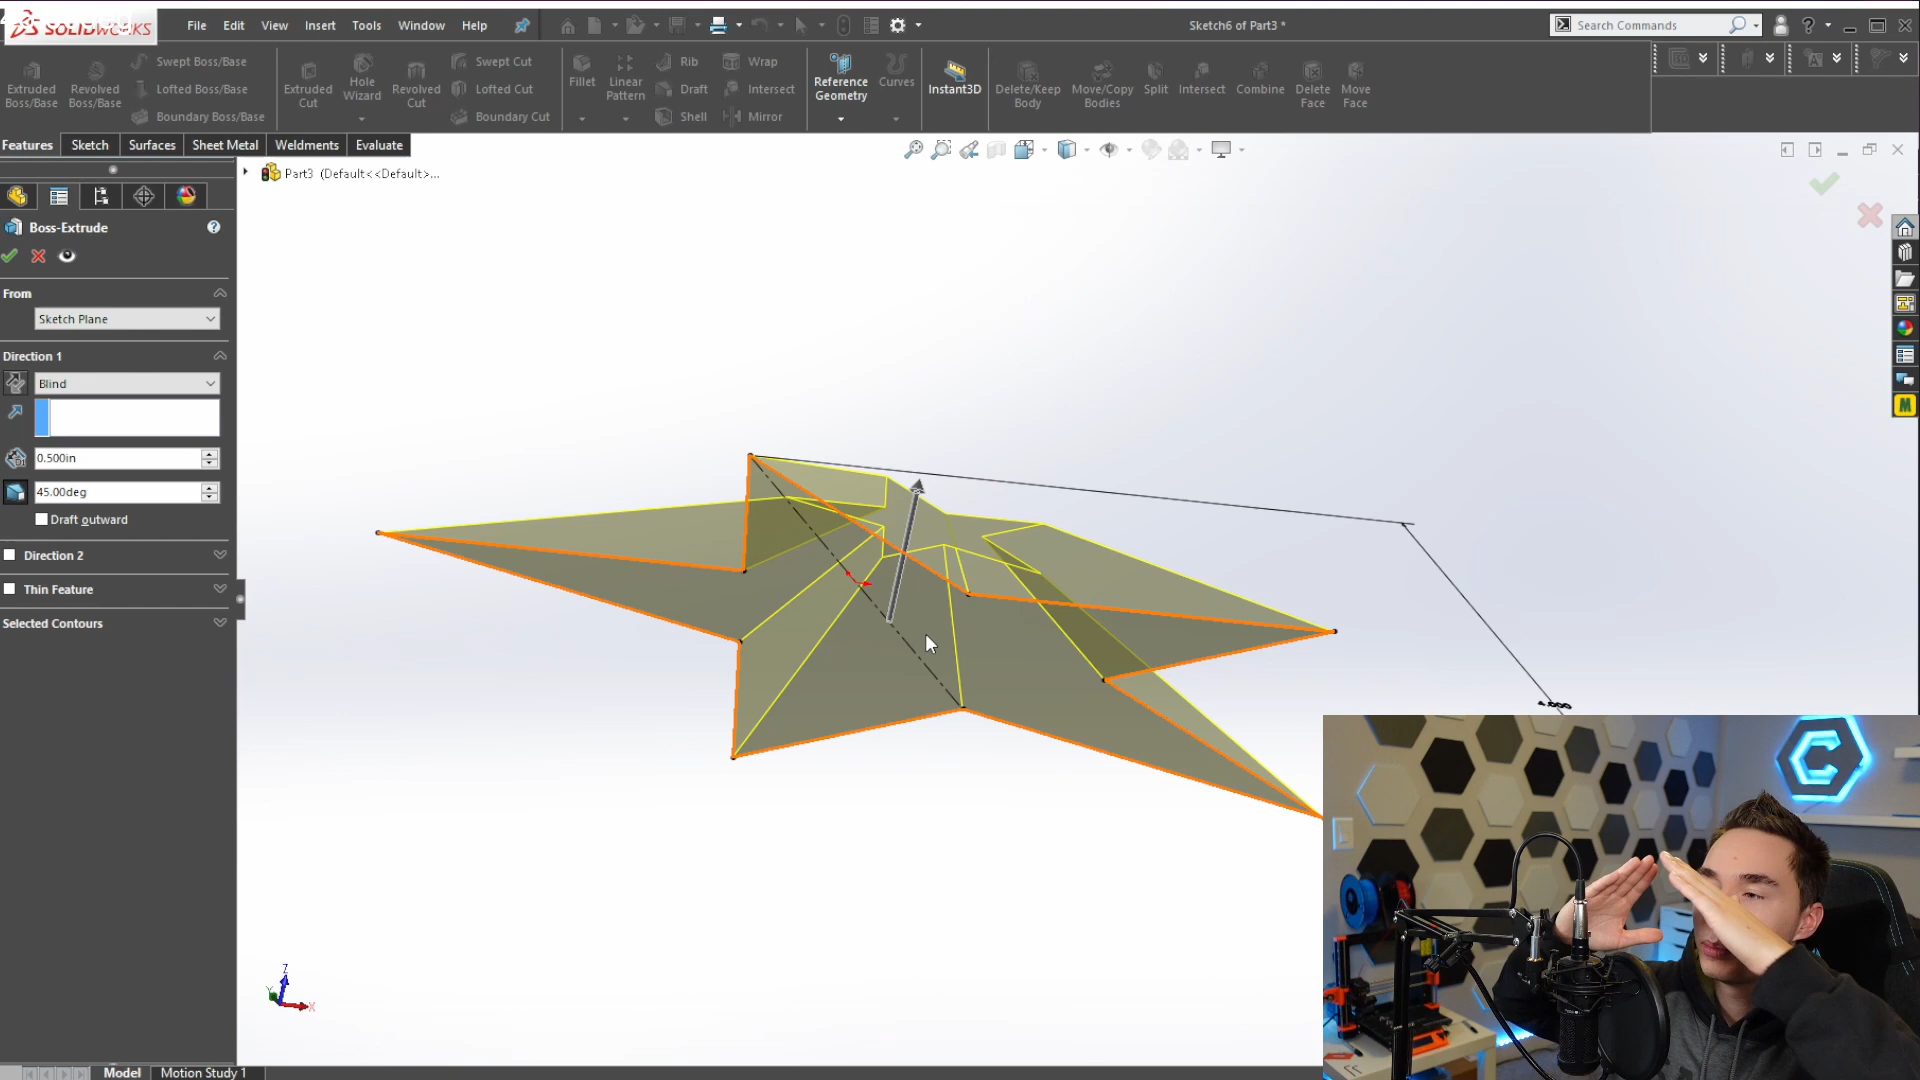 SOLIDWORKS File Edit View Insert Tools Window Help Sketch6 of Part3 * Search Commands
Extruded Boss/Base
Revolved Boss/Base
Swept Boss/Base
Lofted Boss/Base
Boundary Boss/Base
Extruded Cut
Hole Wizard
Revolved Cut
Swept Cut
Lofted Cut
Boundary Cut
Fillet
Linear Pattern
Rib
Draft
Shell
Wrap
Intersect
Mirror
Reference Geometry
Curves
Instant3D
Delete/Keep Body
Move/Copy Bodies
Split
Intersect
Combine
Delete Face
Move Face
Features Sketch Surfaces Sheet Metal Weldments Evaluate
Part3 (Default<<Default>...
Boss-Extrude
From
Sketch Plane
Direction 1
Blind
0.500in
45.00deg
Draft outward
Direction 2
Thin Feature
Selected Contours
Z
Y
X
M
C
Model Motion Study 1